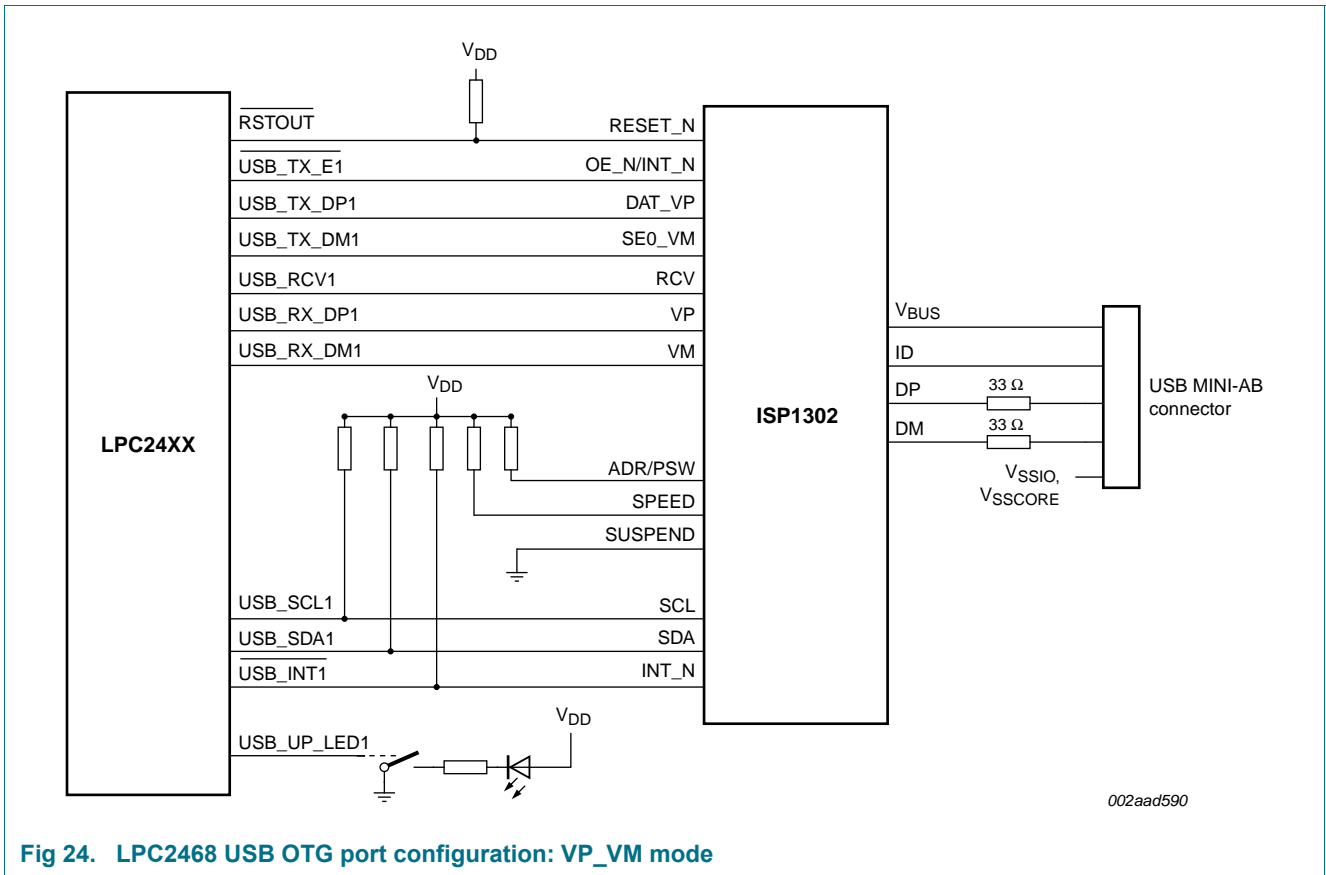 VDD
RSTOUT RESET_N
USB_TX_E1 OE_N/INT_N
USB_TX_DP1 DAT_VP
USB_TX_DM1 SE0_VM
USB_RCV1 RCV
USB_RX_DP1 VP
USB_RX_DM1 VM
VBUS
ID
DP 33 Ω
DM 33 Ω
USB MINI-AB
connector
VSSIO,
VSSCORE
LPC24XX
ISP1302
VDD
ADR/PSW
SPEED
SUSPEND
USB_SCL1 SCL
USB_SDA1 SDA
USB_INT1 INT_N
USB_UP_LED1
VDD
002aad590
Fig 24. LPC2468 USB OTG port configuration: VP_VM mode